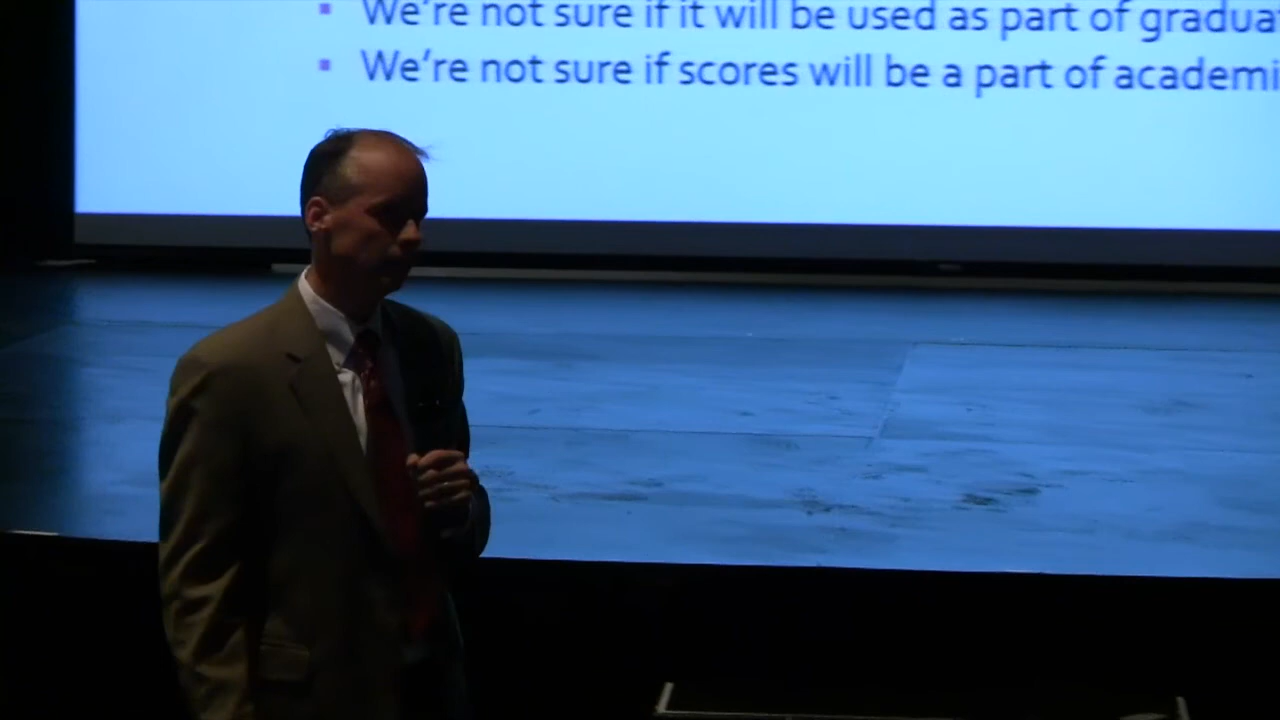 We're not sure if it will be used as part of gradua
We're not sure if scores will be a part of academi